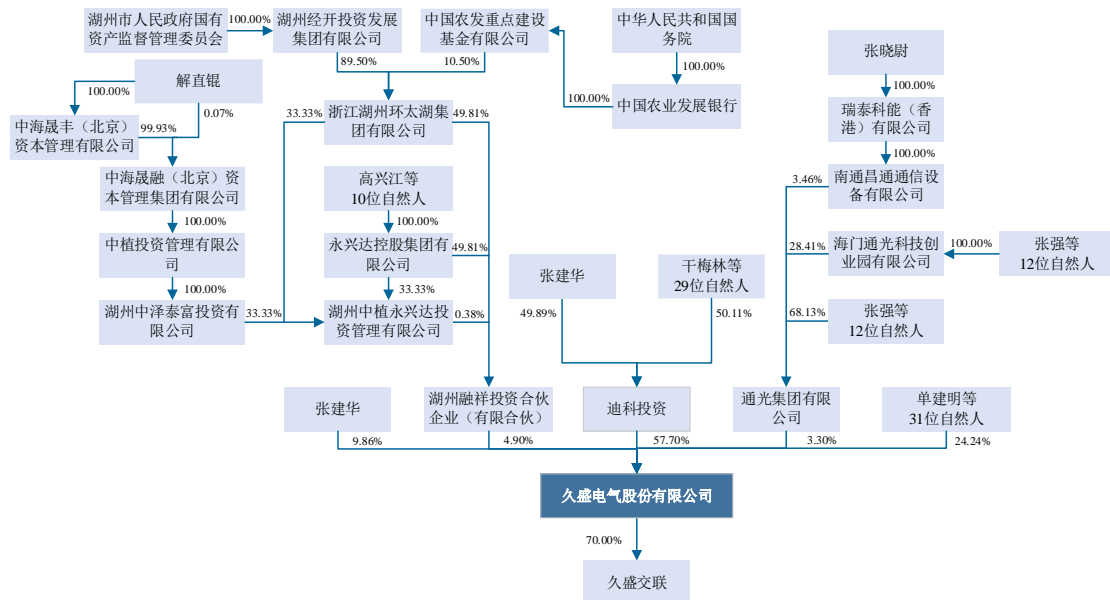 湖州市人民政府国有
资产监督管理委员会
100.00%
湖州经开投资发展
集团有限公司
中国农发重点建设
基金有限公司
中华人民共和国国
务院
张晓尉
89.50%
10.50%
100.00%
100.00%
解直锟
100.00%
0.07%
100.00%
中国农业发展银行
瑞泰科能（香
港）有限公司
中海晟丰（北京）
资本管理有限公司
99.93%
33.33%
浙江湖州环太湖集
团有限公司
49.81%
100.00%
中海晟融（北京）资
本管理集团有限公司
高兴江等
10位自然人
3.46%
南通昌通通信设
备有限公司
100.00%
100.00%
中植投资管理有限公
司
永兴达控股集团有
限公司
49.81%
28.41%
海门通光科技创
业园有限公司
100.00%
张强等
12位自然人
张建华
干梅林等
29位自然人
100.00%
33.33%
湖州中泽泰富投资有
限公司
33.33%
湖州中植永兴达投
资管理有限公司
0.38%
49.89%
50.11%
68.13%
张强等
12位自然人
张建华
湖州融祥投资合伙
企业（有限合伙）
迪科投资
通光集团有限
公司
单建明等
31位自然人
9.86%
4.90%
57.70%
3.30%
24.24%
久盛电气股份有限公司
70.00%
久盛交联